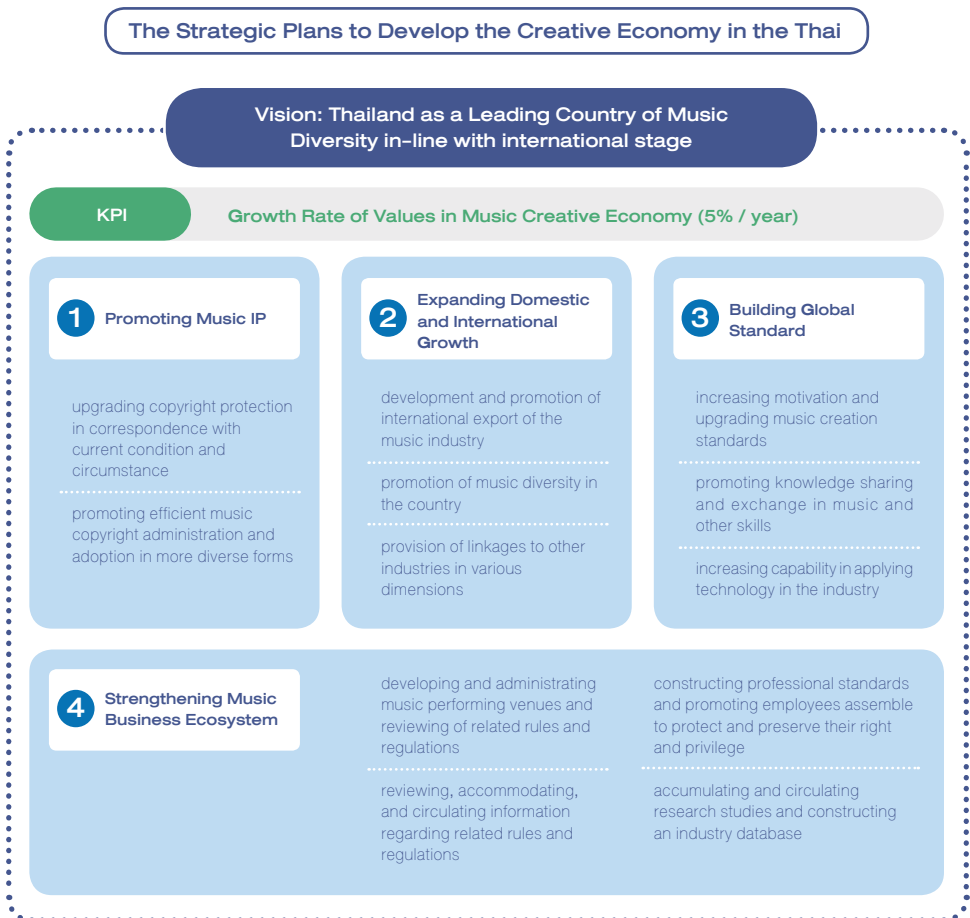 The Strategic Plans to Develop the Creative Economy in the Thai
Vision: Thailand as a Leading Country of Music
Diversity in-line with international stage
KPI
Growth Rate of Values in Music Creative Economy (5% / year)
1
Promoting Music IP
upgrading copyright protection
in correspondence with
current condition and
circumstance
promoting efficient music
copyright administration and
adoption in more diverse forms
2
Expanding Domestic
and International
Growth
development and promotion of
international export of the
music industry
promotion of music diversity in
the country
provision of linkages to other
industries in various
dimensions
3
Building Global
Standard
increasing motivation and
upgrading music creation
standards
promoting knowledge sharing
and exchange in music and
other skills
increasing capability in applying
technology in the industry
4
Strengthening Music
Business Ecosystem
developing and administrating
music performing venues and
reviewing of related rules and
regulations
reviewing, accommodating,
and circulating information
regarding related rules and
regulations
constructing professional standards
and promoting employees assemble
to protect and preserve their right
and privilege
accumulating and circulating
research studies and constructing
an industry database